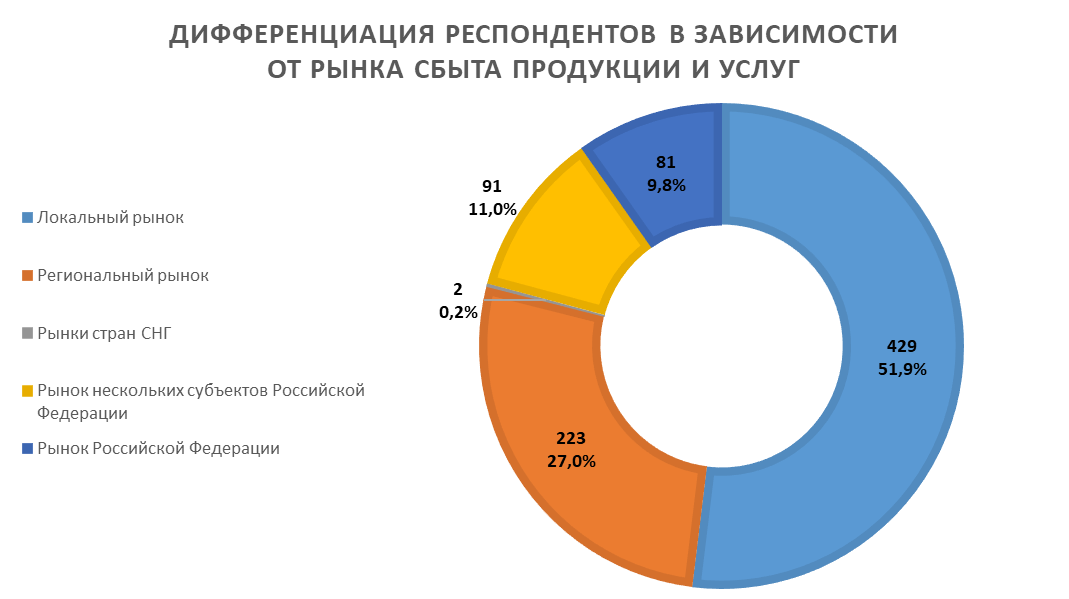 ДИФФЕРЕНЦИАЦИЯ РЕСПОНДЕНТОВ В ЗАВИСИМОСТИ
ОТ РЫНКА СБЫТА ПРОДУКЦИИ И УСЛУГ
Локальный рынок
Региональный рынок
Рынки стран СНГ
Рынок нескольких субъектов Российской
Федерации
Рынок Российской Федерации
81
9,8%
91
11,0%
2
0,2%
429
51,9%
223
27,0%